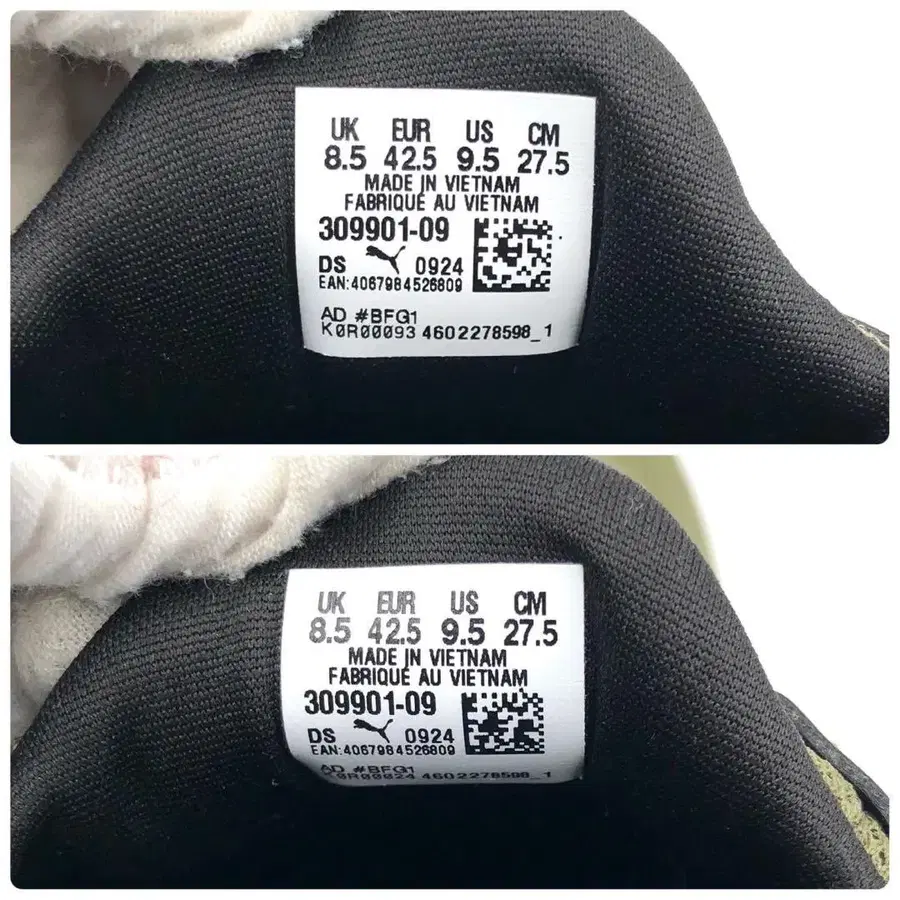 UK EUR US CM
8.5 42.5 9.5 27.5
MADE IN VIETNAM
FABRIQUÉ AU VIETNAM
309901-09
DS 0924
EAN:4067984526809
AD #BFG1
K0R00093 4602278598_1
UK EUR US CM
8.5 42.5 9.5 27.5
MADE IN VIETNAM
FABRIQUÉ AU VIETNAM
309901-09
DS 0924
EAN:4067984526809
AD #BFG1
K0R00024 4602278598_1